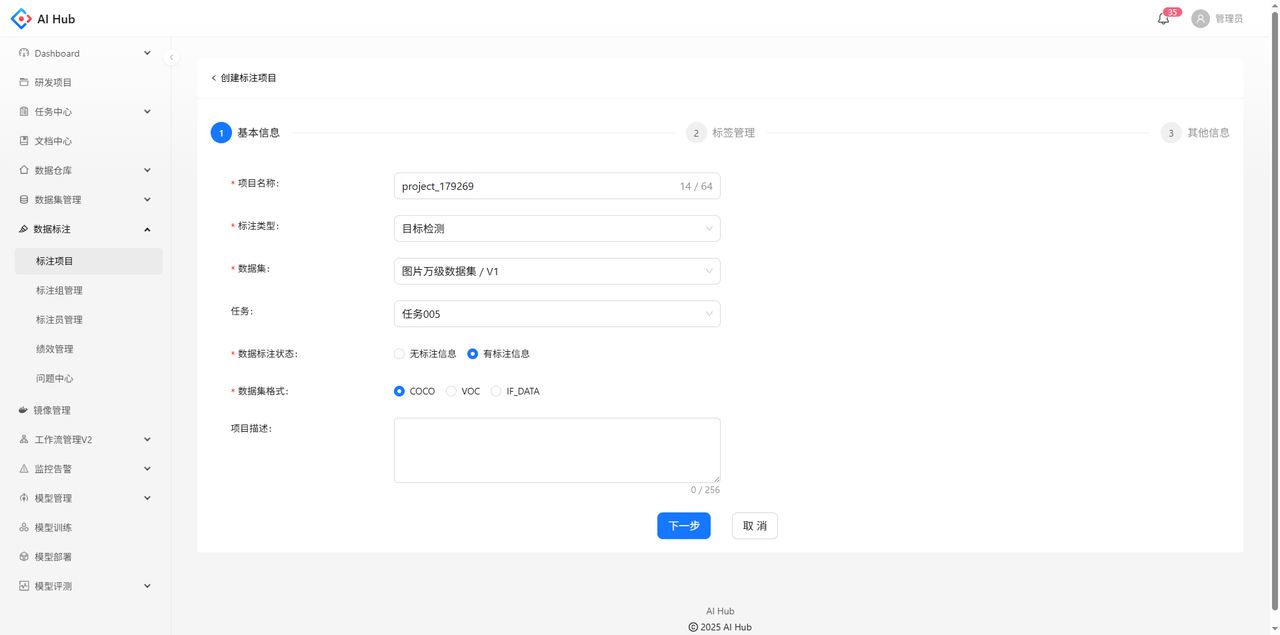 AI Hub
35
管理员
Dashboard
研发项目
任务中心
文档中心
数据仓库
数据集管理
数据标注
标注项目
标注组管理
标注员管理
绩效管理
问题中心
镜像管理
工作流管理V2
监控告警
模型管理
模型训练
模型部署
模型评测
创建标注项目
1 基本信息
2 标签管理
3 其他信息
* 项目名称:
project_179269
14 / 64
* 标注类型:
目标检测
* 数据集:
图片万级数据集 / V1
任务:
任务005
* 数据标注状态:
无标注信息 有标注信息
* 数据集格式:
COCO VOC IF_DATA
项目描述:
0 / 256
下一步 取 消
AI Hub
© 2025 AI Hub